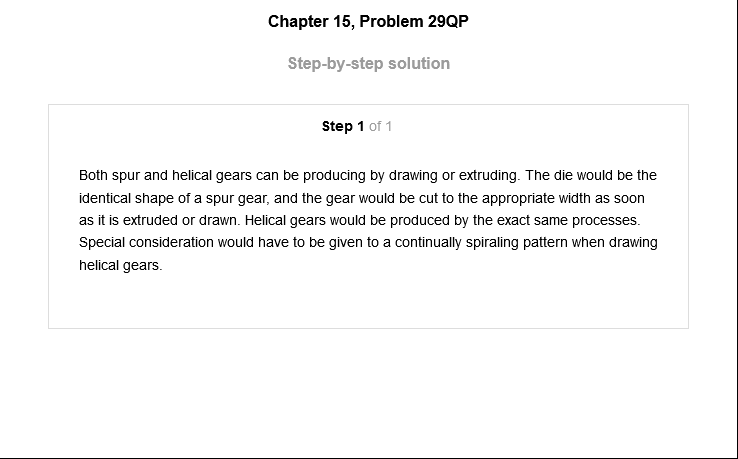 Chapter 15, Problem 29QP
Step-by-step solution
Step 1 of 1
Both spur and helical gears can be producing by drawing or extruding. The die would be the
identical shape of a spur gear, and the gear would be cut to the appropriate width as soon
as it is extruded or drawn. Helical gears would be produced by the exact same processes.
Special consideration would have to be given to a continually spiraling pattern when drawing
helical gears.